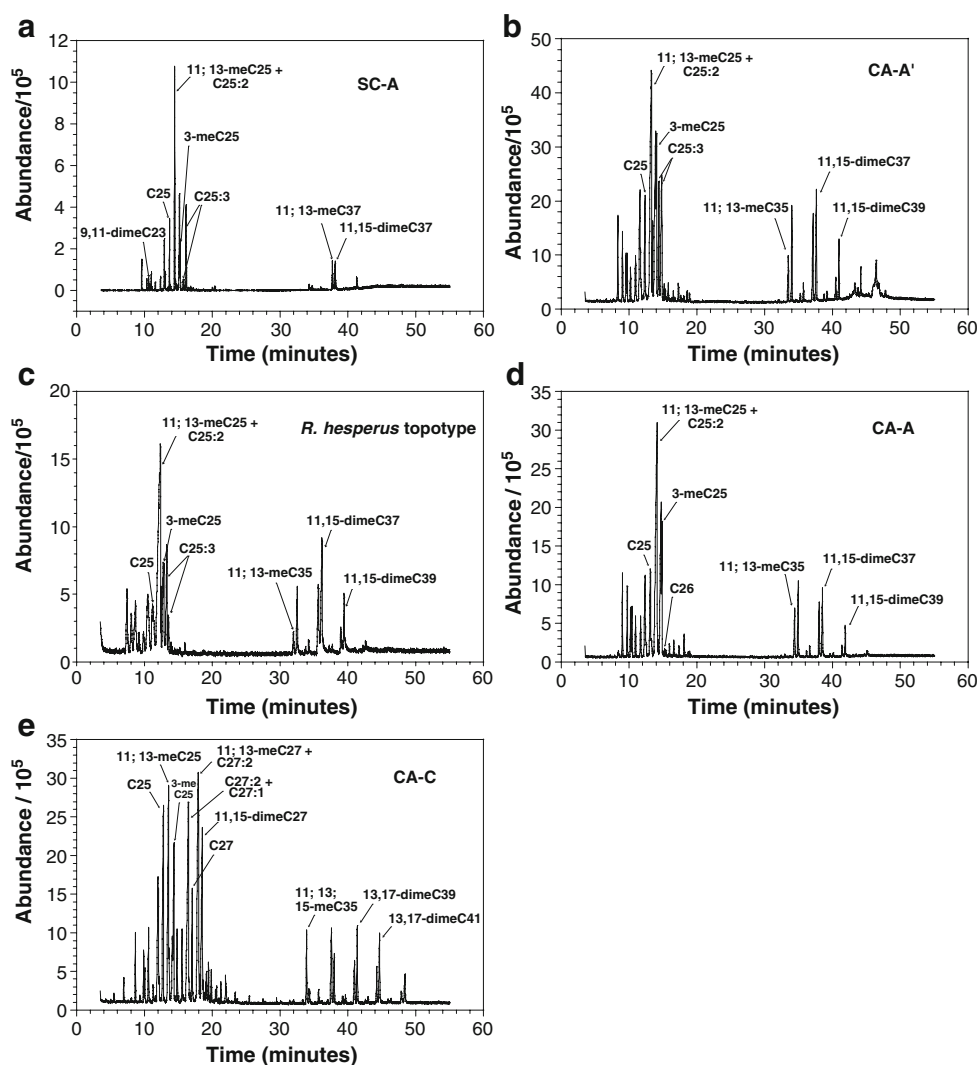 a
SC-A
Abundance/10⁵
12
10
8
6
4
2
0
11; 13-meC25 +
C25:2
3-meC25
C25
C25:3
9,11-dimeC23
11; 13-meC37
11,15-dimeC37
0 10 20 30 40 50 60
Time (minutes)
b
CA-A'
Abundance/10⁵
50
40
30
20
10
0
11; 13-meC25 +
C25:2
3-meC25
C25
C25:3
11,15-dimeC37
11; 13-meC35
11,15-dimeC39
0 10 20 30 40 50 60
Time (minutes)
c
R. hesperus topotype
Abundance/10⁵
20
15
10
5
0
11; 13-meC25 +
C25:2
3-meC25
C25
C25:3
11,15-dimeC37
11; 13-meC35
11,15-dimeC39
0 10 20 30 40 50 60
Time (minutes)
d
CA-A
Abundance / 10⁵
35
30
25
20
15
10
5
0
11; 13-meC25 +
C25:2
3-meC25
C25
C26
11; 13-meC35
11,15-dimeC37
11,15-dimeC39
0 10 20 30 40 50 60
Time (minutes)
e
CA-C
Abundance / 10⁵
35
30
25
20
15
10
5
0
11; 13-meC25
C25
3-me
C25
11; 13-meC27 +
C27:2
C27:2 +
C27:1
11,15-dimeC27
C27
11; 13;
15-meC35
13,17-dimeC39
13,17-dimeC41
0 10 20 30 40 50 60
Time (minutes)